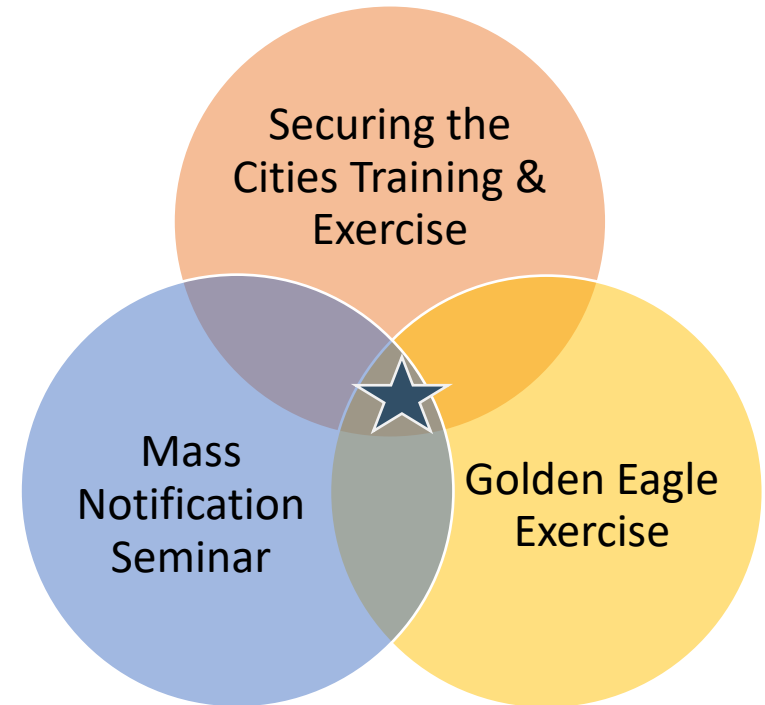 Securing the
Cities Training &
Exercise
Mass
Notification
Seminar
Golden Eagle
Exercise